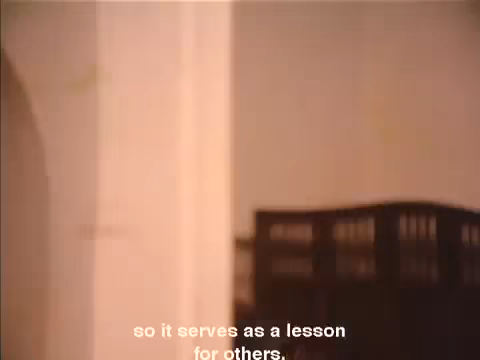 so it serves as a lesson
for others.